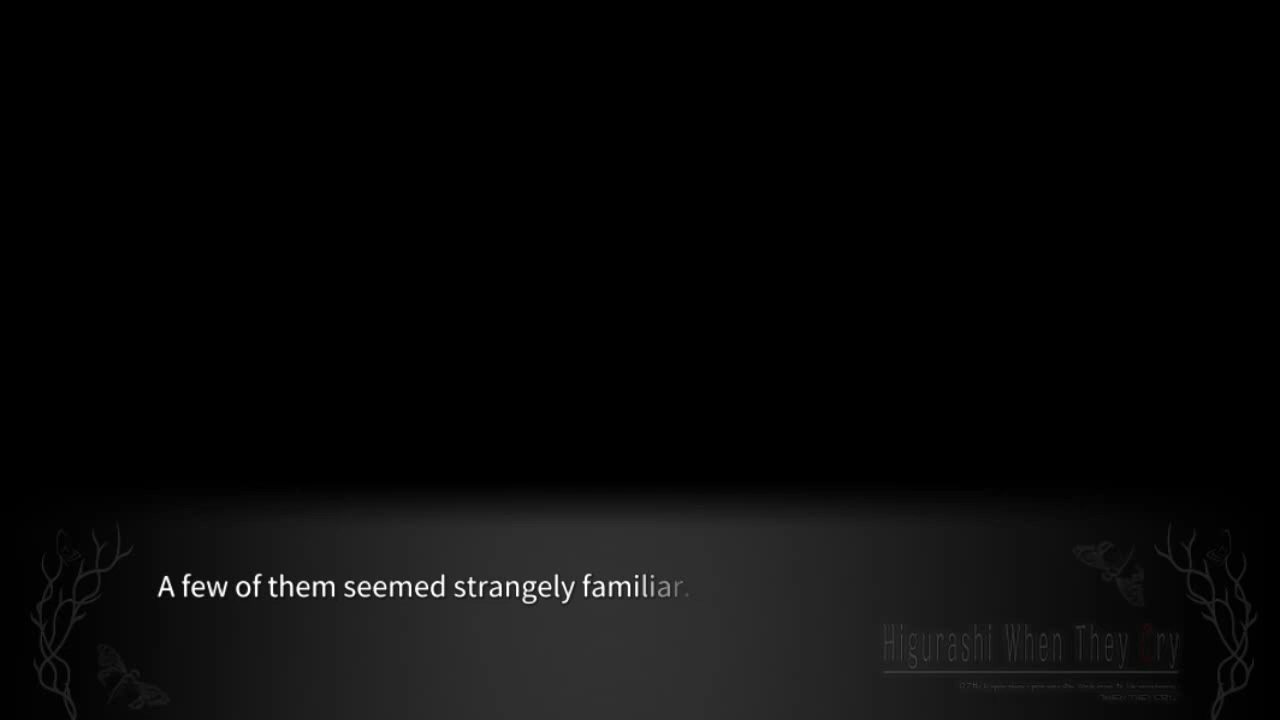 A few of them seemed strangely familiar.
Higurashi When They Cry